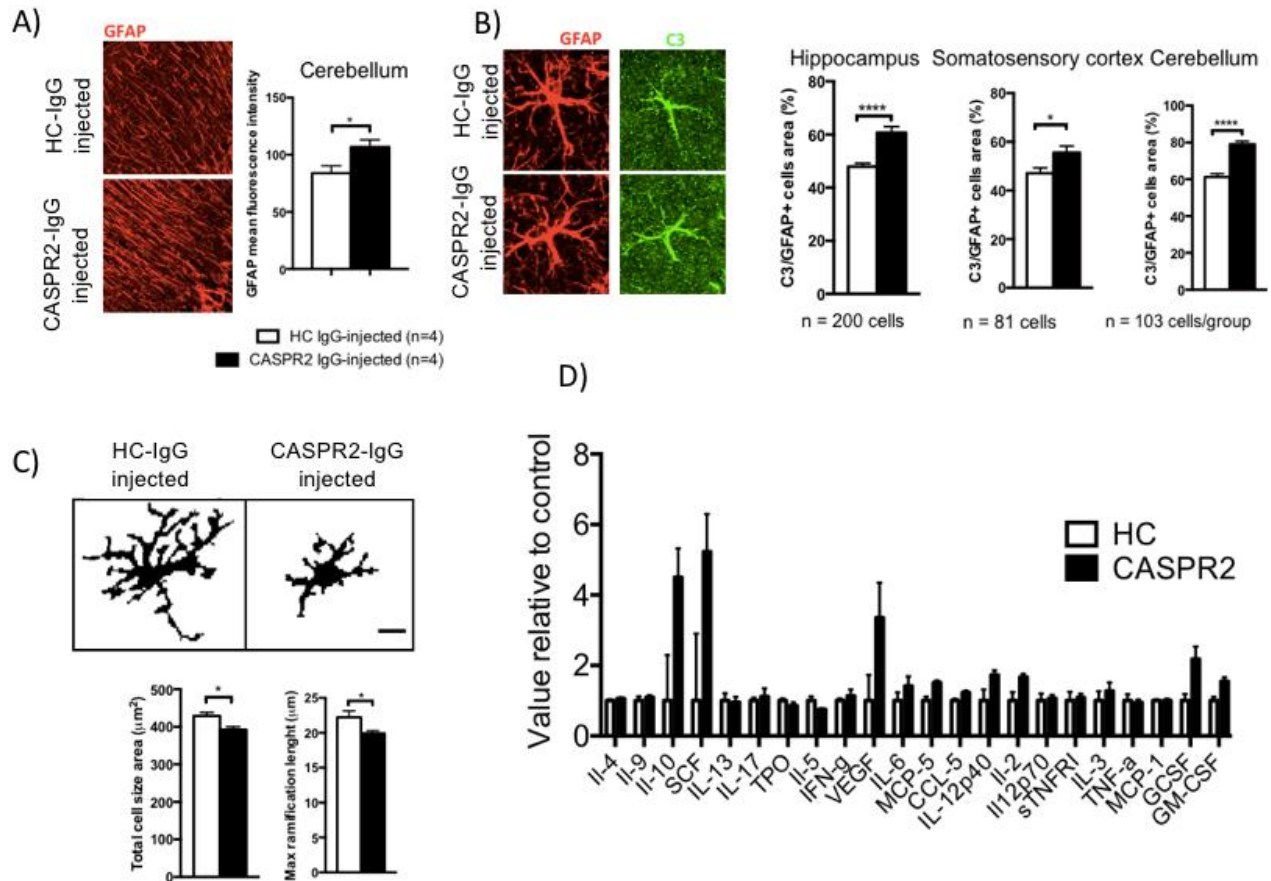 A)
GFAP
HC-IgG
injected
CASPR2-IgG
injected
Cerebellum
GFAP mean fluorescence intensity
150
100
50
0
*
HC IgG-injected (n=4)
CASPR2 IgG-injected (n=4)
B)
GFAP
C3
HC-IgG
injected
CASPR2-IgG
injected
Hippocampus
C3/GFAP+ cells area (%)
80
60
40
20
0
****
n = 200 cells
Somatosensory cortex
C3/GFAP+ cells area (%)
80
60
40
20
0
*
n = 81 cells
Cerebellum
C3/GFAP+ cells area (%)
100
80
60
40
20
0
****
n = 103 cells/group
C)
HC-IgG
injected
CASPR2-IgG
injected
Total cell size area (μm²)
500
400
300
200
100
0
*
Max ramification lenght (μm)
25
20
15
10
5
0
*
D)
Value relative to control
8
6
4
2
0
HC
CASPR2
Il-4
Il-9
Il-10
SCF
IL-13
IL-17
TPO
Il-5
IFN-g
VEGF
IL-6
MCP-5
CCL-5
IL-12p40
Il-2
Il12p70
sTNFRI
IL-3
TNF-a
MCP-1
GCSF
GM-CSF